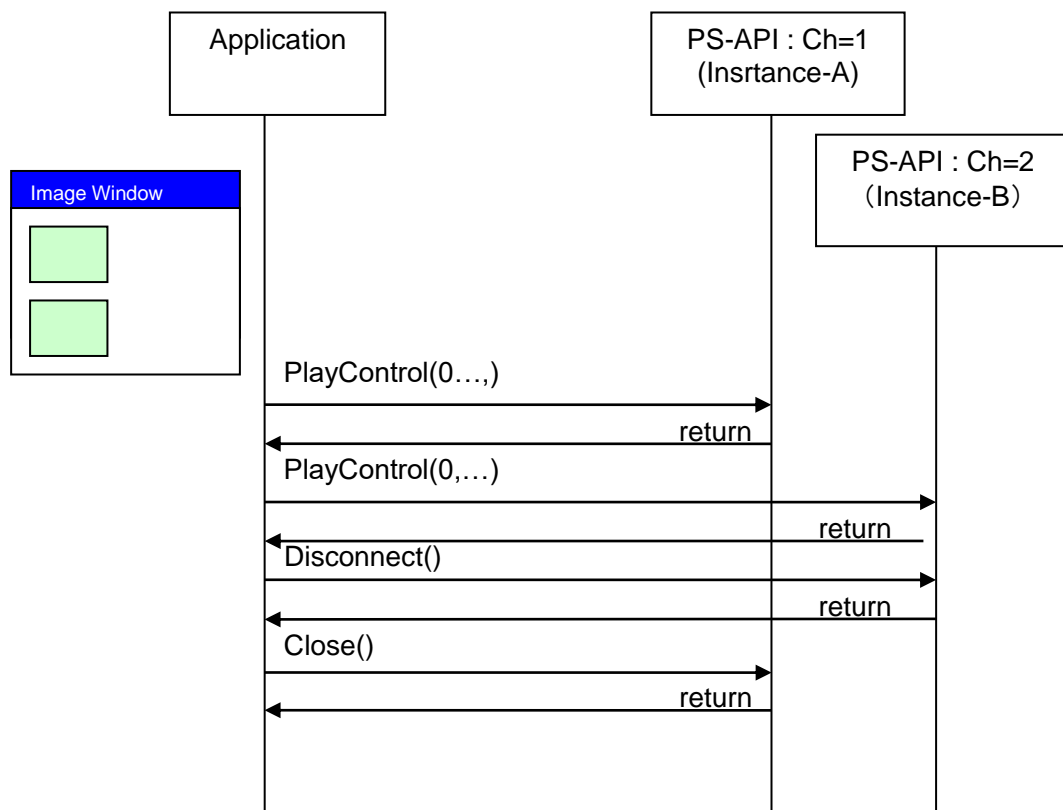 Application
PS-API : Ch=1
(Insrtance-A)
PS-API : Ch=2
（Instance-B）
Image Window
PlayControl(0…,)
return
PlayControl(0,…)
return
Disconnect()
return
Close()
return